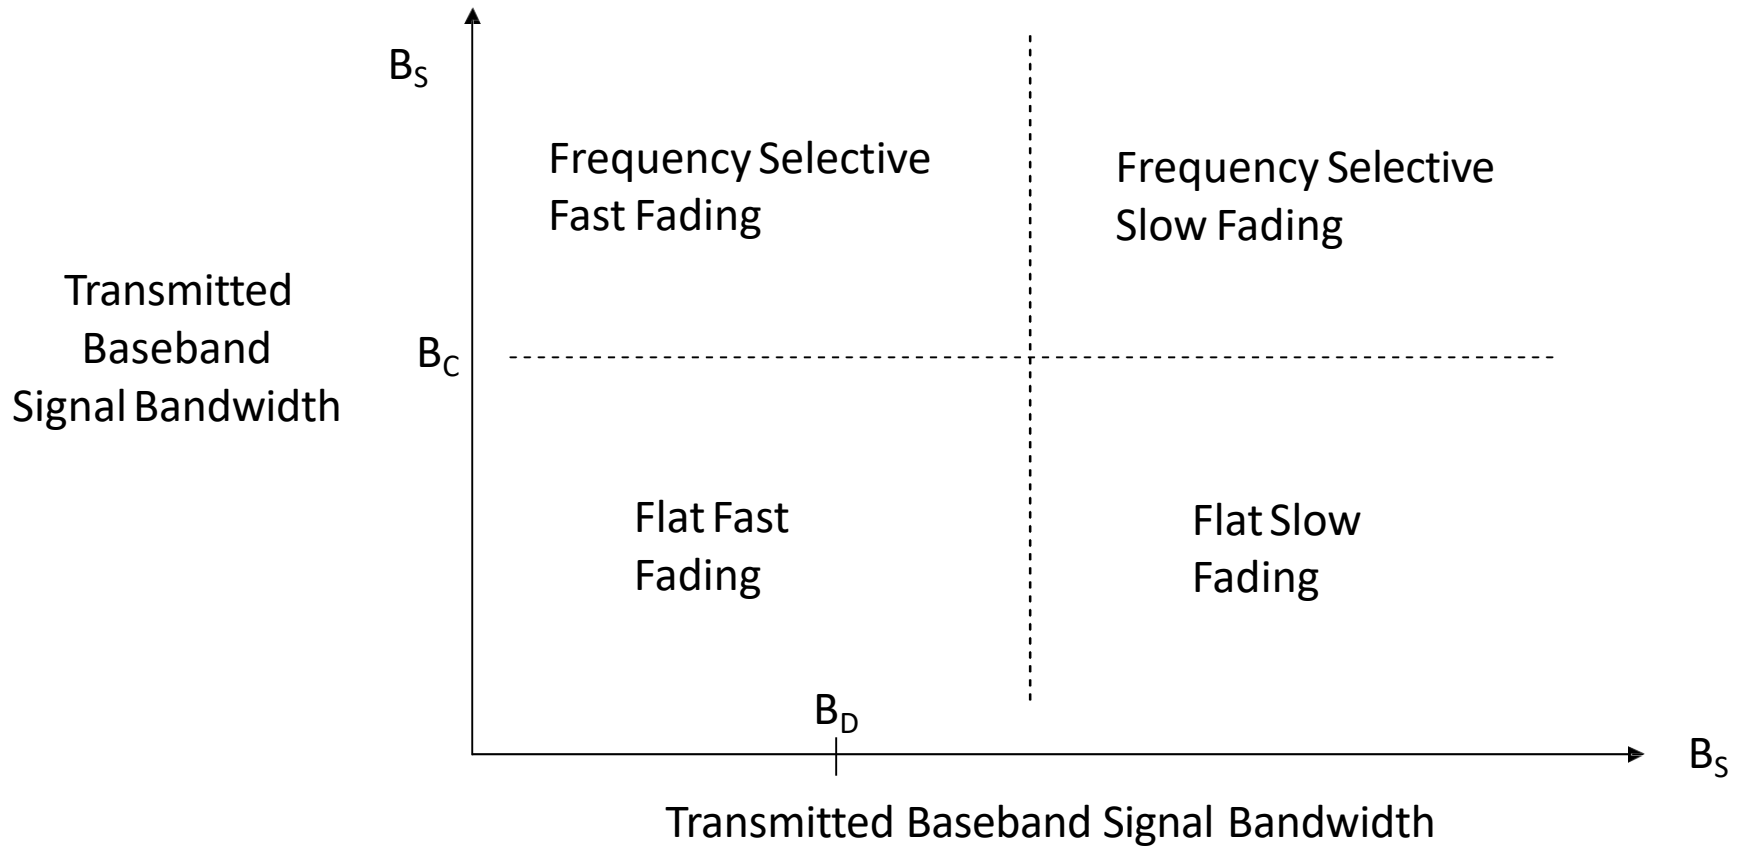 B_S
Frequency Selective
Fast Fading
Frequency Selective
Slow Fading
Transmitted
Baseband
Signal Bandwidth
B_C
Flat Fast
Fading
Flat Slow
Fading
B_D
B_S
Transmitted Baseband Signal Bandwidth